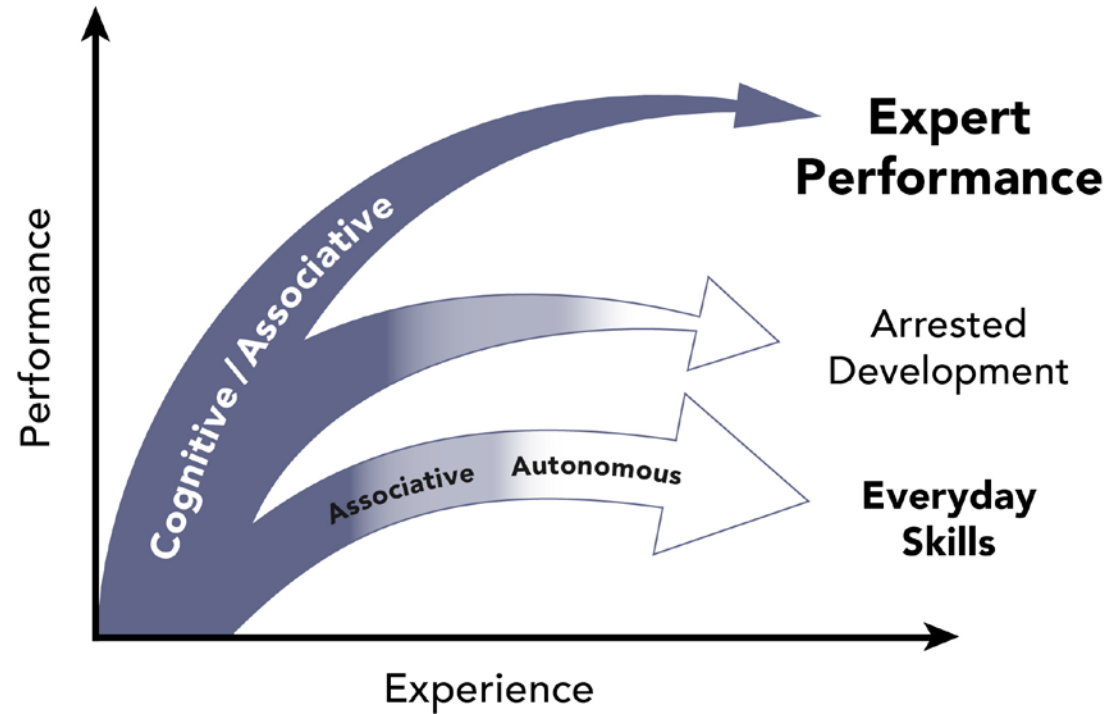 Expert
Performance
Cognitive / Associative
Performance
Arrested
Development
Associative
Autonomous
Everyday
Skills
Experience